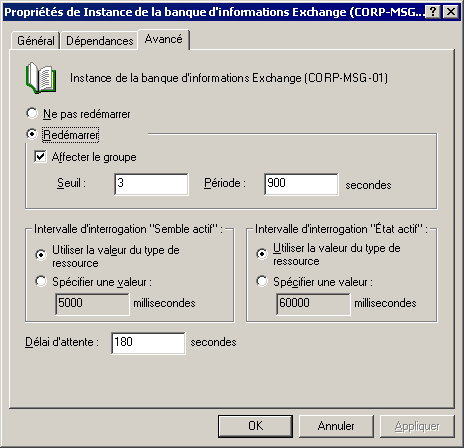 Propriétés de Instance de la banque d'informations Exchange (CORP-MSG...
Général Dépendances Avancé
Instance de la banque d'informations Exchange (CORP-MSG-01)
Ne pas redémarrer
Redémarrer
Affecter le groupe
Seuil : 3 Période : 900 secondes
Intervalle d'interrogation "Semble actif" : Intervalle d'interrogation "État actif" :
Utiliser la valeur du type de Utiliser la valeur du type de
ressource ressource
Spécifier une valeur : Spécifier une valeur :
5000 millisecondes 60000 millisecondes
Délai d'attente : 180 secondes
OK Annuler Appliquer